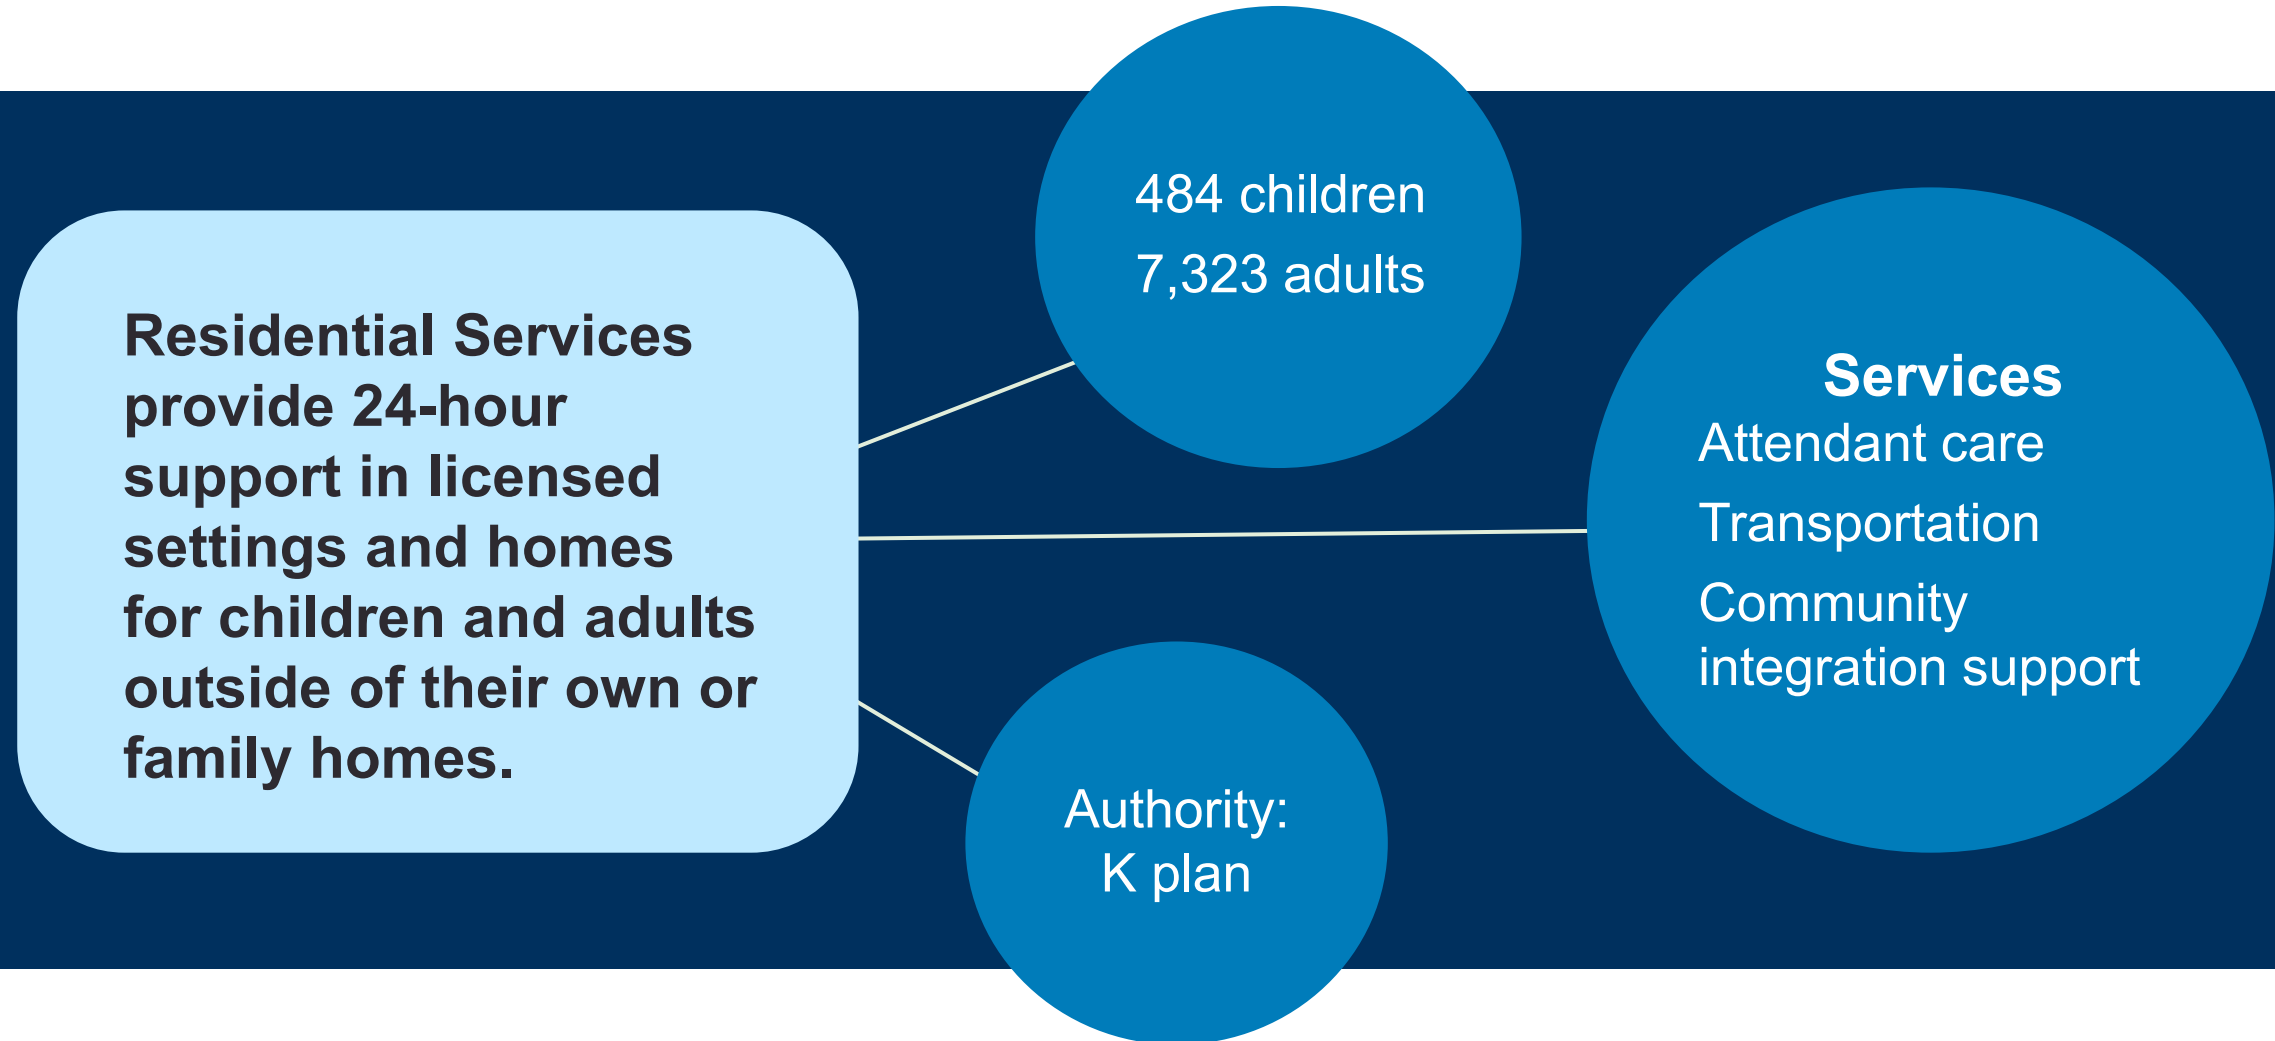 Residential Services
provide 24-hour
support in licensed
settings and homes
for children and adults
outside of their own or
family homes.
484 children
7,323 adults
Services
Attendant care
Transportation
Community
integration support
Authority:
K plan